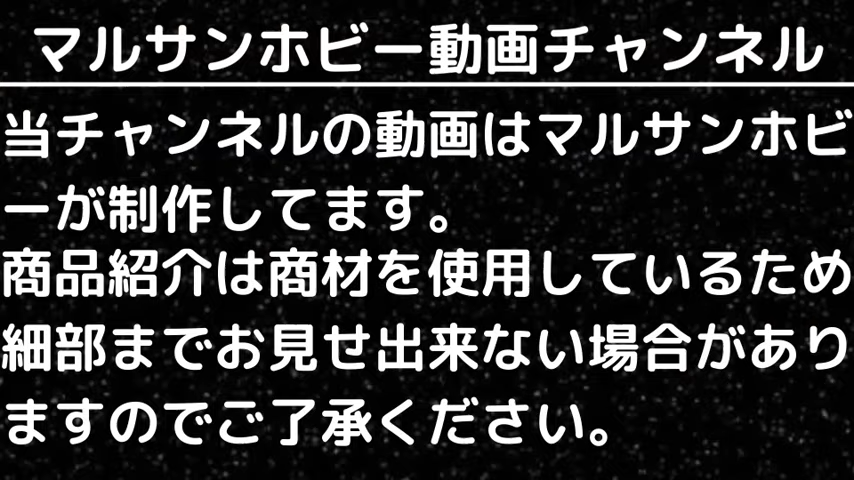 マルサンホビー動画チャンネル
当チャンネルの動画はマルサンホビ
ーが制作してます。
商品紹介は商材を使用しているため
細部までお見せ出来ない場合があり
ますのでご了承ください。